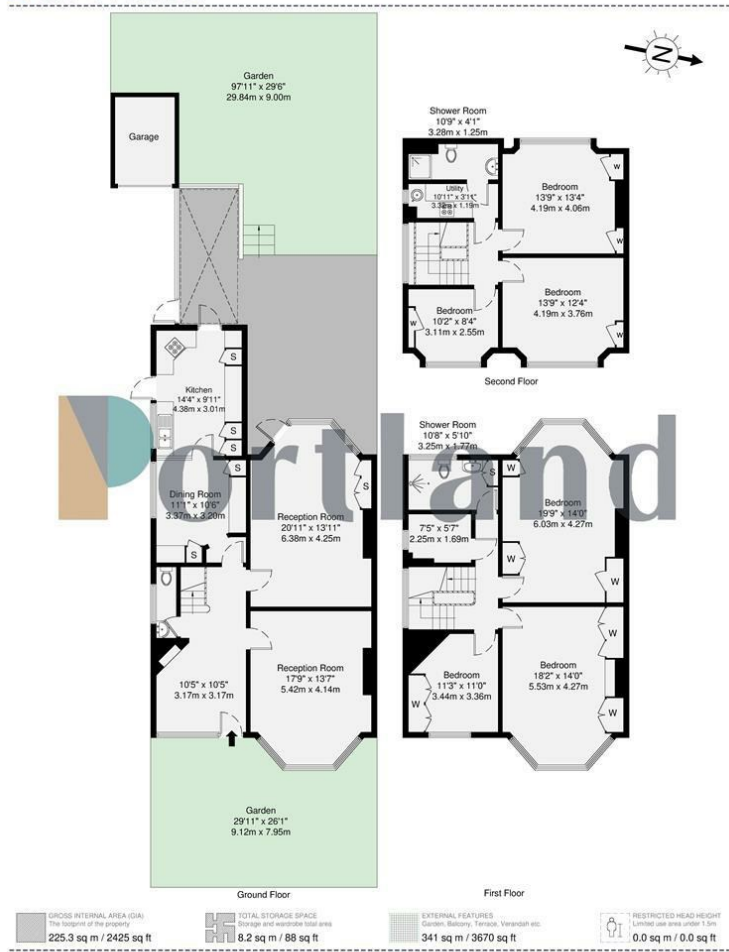 Garden
97'11" x 29'6"
29.84m x 9.00m
N
Garage
Shower Room
10'9" x 4'1"
3.28m x 1.25m
W
Utility
10'11" x 3'11"
3.32m x 1.19m
Bedroom
13'9" x 13'4"
4.19m x 4.06m
W
Bedroom
13'9" x 12'4"
4.19m x 3.76m
Bedroom
10'2" x 8'4"
3.11m x 2.55m
W
W
Second Floor
Kitchen
14'4" x 9'11"
4.38m x 3.01m
S
S
S
Portland
Shower Room
10'8" x 5'10"
3.25m x 1.77m
S
W
Dining Room
11'1" x 10'6"
3.37m x 3.20m
S
S
Reception Room
20'11" x 13'11"
6.38m x 4.25m
S
7'5" x 5'7"
2.25m x 1.69m
Bedroom
19'9" x 14'0"
6.03m x 4.27m
W
W
Reception Room
17'9" x 13'7"
5.42m x 4.14m
10'5" x 10'5"
3.17m x 3.17m
Bedroom
11'3" x 11'0"
3.44m x 3.36m
W
Bedroom
18'2" x 14'0"
5.53m x 4.27m
W
W
Garden
29'11" x 26'1"
9.12m x 7.95m
Ground Floor
First Floor
GROSS INTERNAL AREA (GIA)
The footprint of the property
225.3 sq m / 2425 sq ft
TOTAL STORAGE SPACE
Storage and wardrobe total area
8.2 sq m / 88 sq ft
EXTERNAL FEATURES
Garden, Balcony, Terrace, Verandah etc.
341 sq m / 3670 sq ft
RESTRICTED HEAD HEIGHT
Limited use area under 1.5m
0.0 sq m / 0.0 sq ft